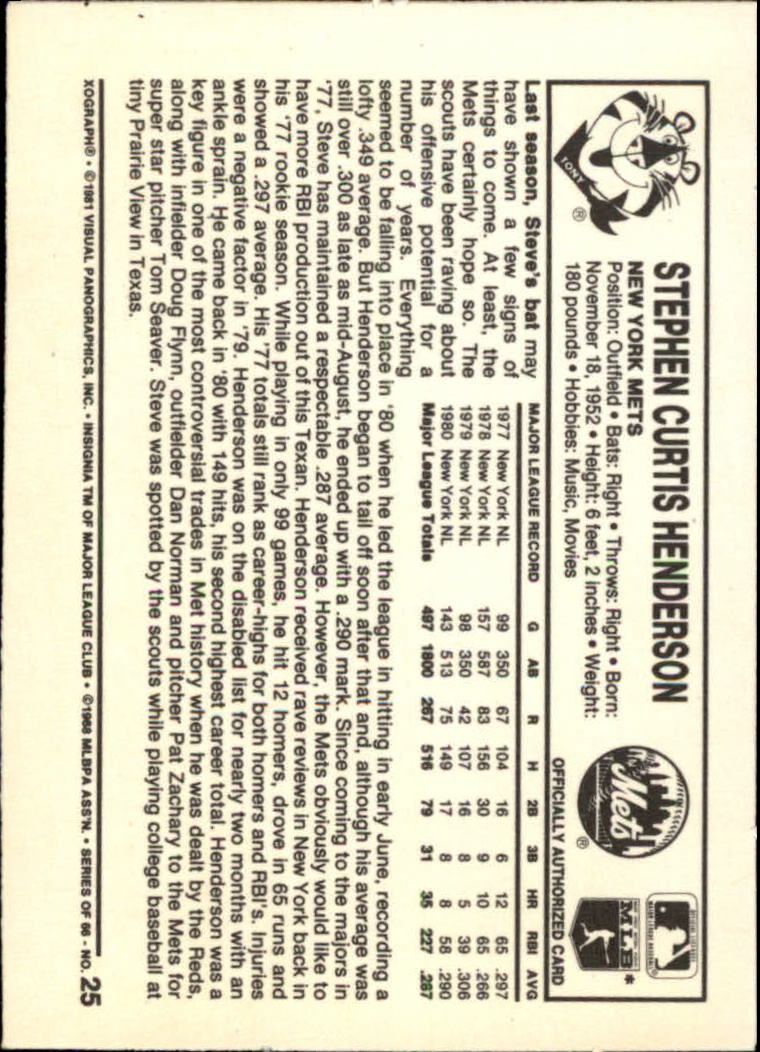 TONY
®
STEPHEN CURTIS HENDERSON
NEW YORK METS
Position: Outfield • Bats: Right • Throws: Right • Born:
November 18, 1952 • Height: 6 feet, 2 inches • Weight:
180 pounds • Hobbies: Music, Movies
Mets
®
MLB*
OFFICIALLY AUTHORIZED CARD
Last season, Steve's bat may
have shown a few signs of
things to come. At least, the
Mets certainly hope so. The
scouts have been raving about
his offensive potential for a
number of years. Everything
MAJOR LEAGUE RECORD G AB R H 2B 3B HR RBI AVG
1977 New York NL 99 350 67 104 16 6 12 65 .297
1978 New York NL 157 587 83 156 30 9 10 65 .266
1979 New York NL 98 350 42 107 16 8 5 39 .306
1980 New York NL 143 513 75 149 17 8 8 58 .290
Major League Totals 497 1800 267 516 79 31 35 227 .287
seemed to be falling into place in '80 when he led the league in hitting in early June, recording a
lofty .349 average. But Henderson began to tail off soon after that and, although his average was
still over .300 as late as mid-August, he ended up with a .290 mark. Since coming to the majors in
'77, Steve has maintained a respectable .287 average. However, the Mets obviously would like to
have more RBI production out of this Texan. Henderson received rave reviews in New York back in
his '77 rookie season. While playing in only 99 games, he hit 12 homers, drove in 65 runs and
showed a .297 average. His '77 totals still rank as career-highs for both homers and RBI's. Injuries
were a negative factor in '79. Henderson was on the disabled list for nearly two months with an
ankle sprain. He came back in '80 with 149 hits, his second highest career total. Henderson was a
key figure in one of the most controversial trades in Met history when he was dealt by the Reds,
along with infielder Doug Flynn, outfielder Dan Norman and pitcher Pat Zachary to the Mets for
super star pitcher Tom Seaver. Steve was spotted by the scouts while playing college baseball at
tiny Prairie View in Texas.
XOGRAPH® • ©1981 VISUAL PANOGRAPHICS, INC. • INSIGNIA TM OF MAJOR LEAGUE CLUB • ©1968 MLBPA ASS'N. • SERIES OF 66 - NO. 25